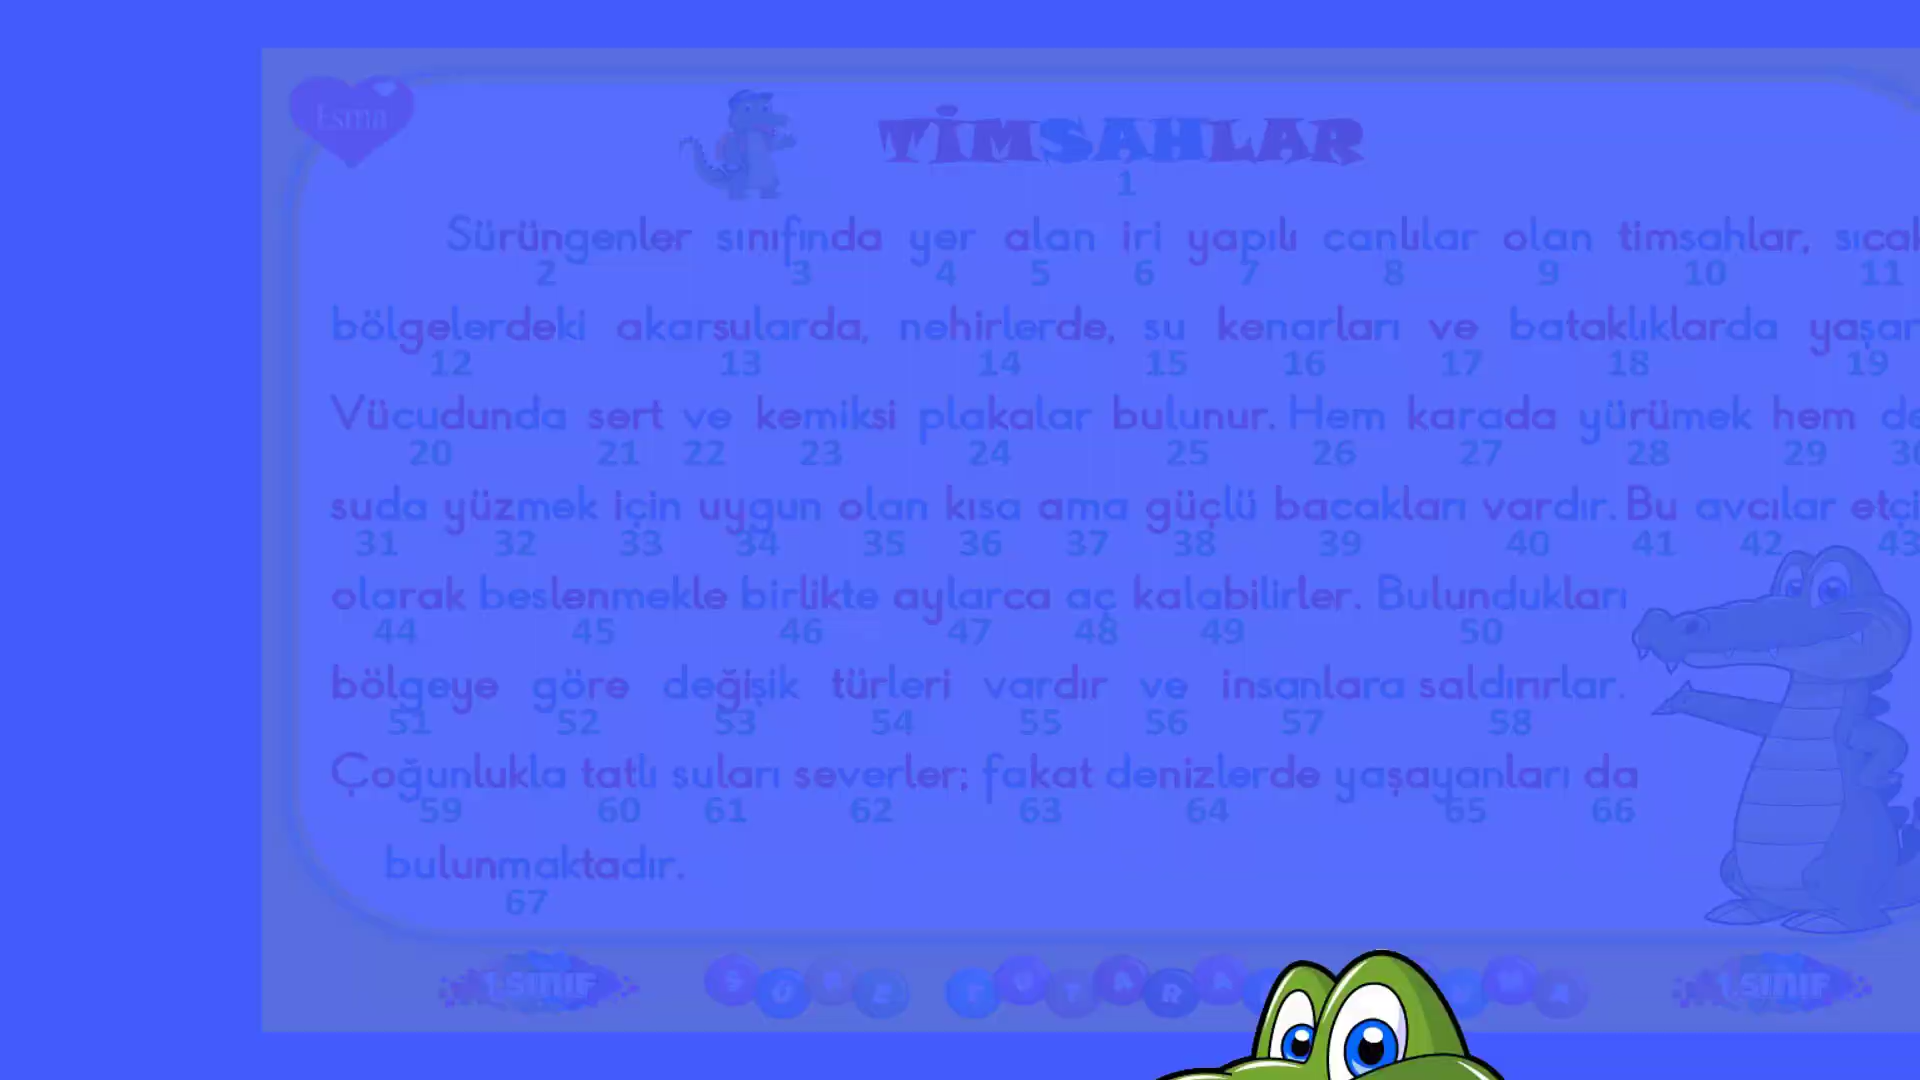 Esma
TİMSAHLAR
1
Sürüngenler sınıfında yer alan iri yapılı canlılar olan timsahlar,
2 3 4 5 6 7 8 9 10 11
bölgelerdeki akarsularda, nehirlerde, su kenarları ve bataklıklarda
12 13 14 15 16 17 18 19
Vücudunda sert ve kemiksi plakalar bulunur. Hem karada yürümek hem de
20 21 22 23 24 25 26 27 28 29
suda yüzmek için uygun olan kısa ama güçlü bacakları vardır. Bu avcılar
31 32 33 34 35 36 37 38 39 40 41 42 43
olarak beslenmekle birlikte aylarca aç kalabilirler. Bulundukları
44 45 46 47 48 49 50
bölgeye göre değişik türleri vardır ve insanlara saldırırlar.
51 52 53 54 55 56 57 58
Çoğunlukla tatlı suları severler; fakat denizlerde yaşayanları da
59 60 61 62 63 64 65 66
bulunmaktadır.
67
1.SINIF SÜRE 1.SINIF